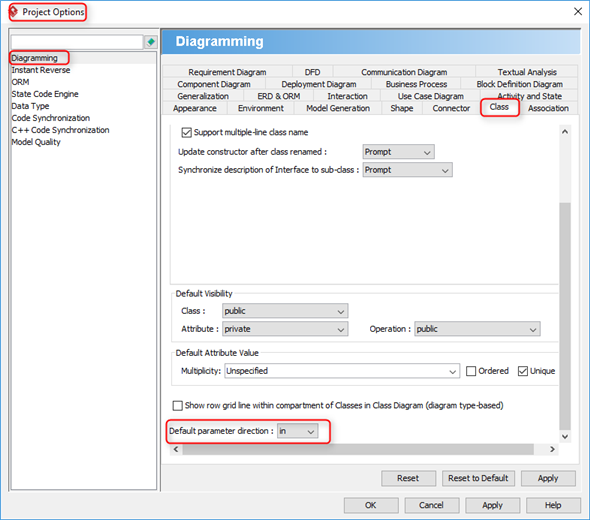 Project Options
Diagramming
Instant Reverse
ORM
State Code Engine
Data Type
Code Synchronization
C++ Code Synchronization
Model Quality
Diagramming
Requirement Diagram DFD Communication Diagram Textual Analysis
Component Diagram Deployment Diagram Business Process Block Definition Diagram
Generalization ERD & ORM Interaction Use Case Diagram Activity and State
Appearance Environment Model Generation Shape Connector Class Association
Support multiple-line class name
Update constructor after class renamed : Prompt
Synchronize description of Interface to sub-class : Prompt
Default Visibility
Class : public
Attribute : private Operation : public
Default Attribute Value
Multiplicity: Unspecified Ordered Unique
Show row grid line within compartment of Classes in Class Diagram (diagram type-based)
Default parameter direction : in
Reset Reset to Default Apply
OK Cancel Apply Help